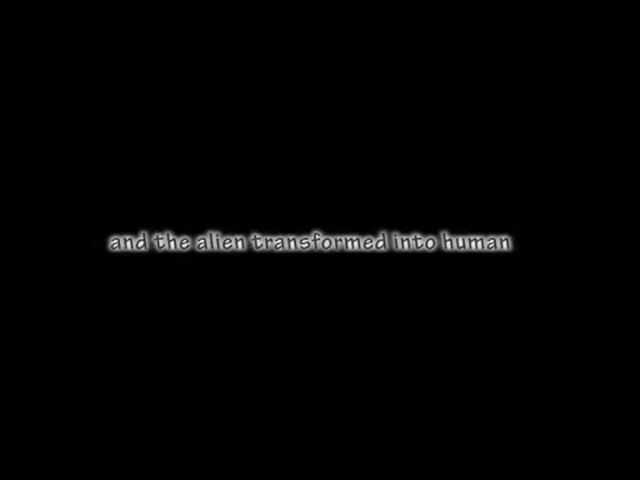 and the alien transformed into human